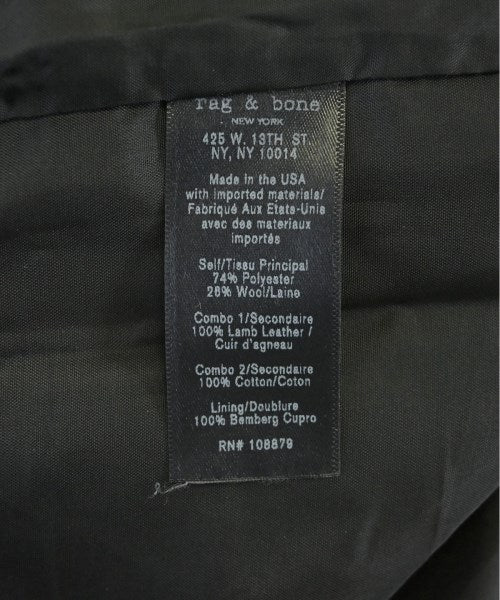 rag & bone
NEW YORK
425 W. 13TH ST.
NY, NY 10014
Made in the USA
with imported materials/
Fabriqué Aux Etats-Unis
avec des materiaux
importés
Self/Tissu Principal
74% Polyester
26% Wool/Laine
Combo 1/Secondaire
100% Lamb Leather /
Cuir d'agneau
Combo 2/Secondaire
100% Cotton/Coton
Lining/Doublure
100% Bemberg Cupro
RN# 108879